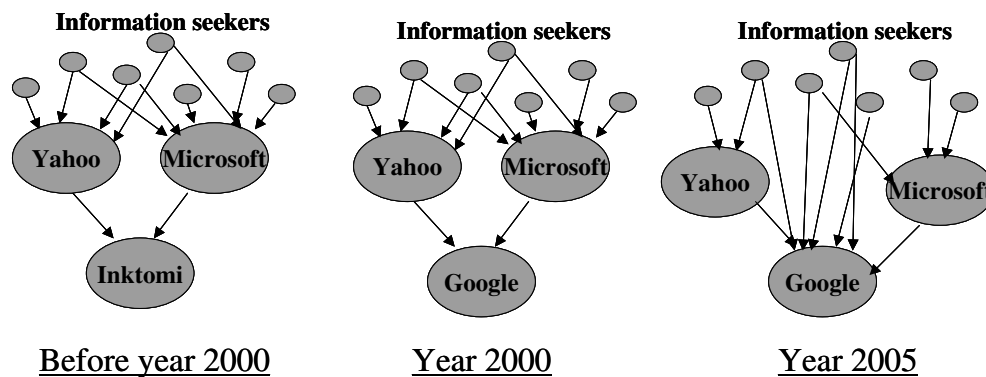 Information seekers
Yahoo
Microsoft
Inktomi
Before year 2000
Information seekers
Yahoo
Microsoft
Google
Year 2000
Information seekers
Yahoo
Microsoft
Google
Year 2005